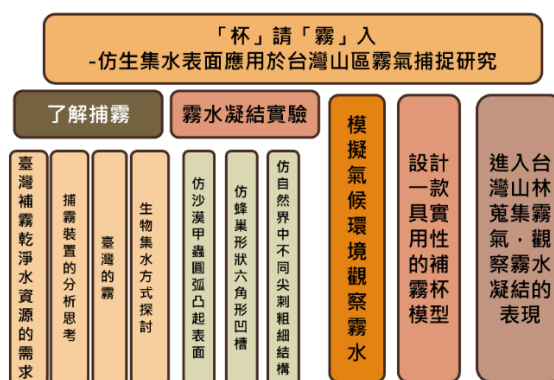 「杯」請「霧」入
-仿生集水表面應用於台灣山區霧氣捕捉研究
了解捕霧
臺灣補霧乾淨水資源的需求
捕霧裝置的分析思考
臺灣的霧
生物集水方式探討
霧水凝結實驗
仿沙漠甲蟲圓弧凸起表面
仿蜂巢形狀六角形凹槽
仿自然界中不同尖刺粗細結構
模擬氣候環境觀察霧水
設計
一款
具實
用性
的補
霧杯
模型
進入台
灣山林
蒐集霧
氣，觀
察霧水
凝結的
表現